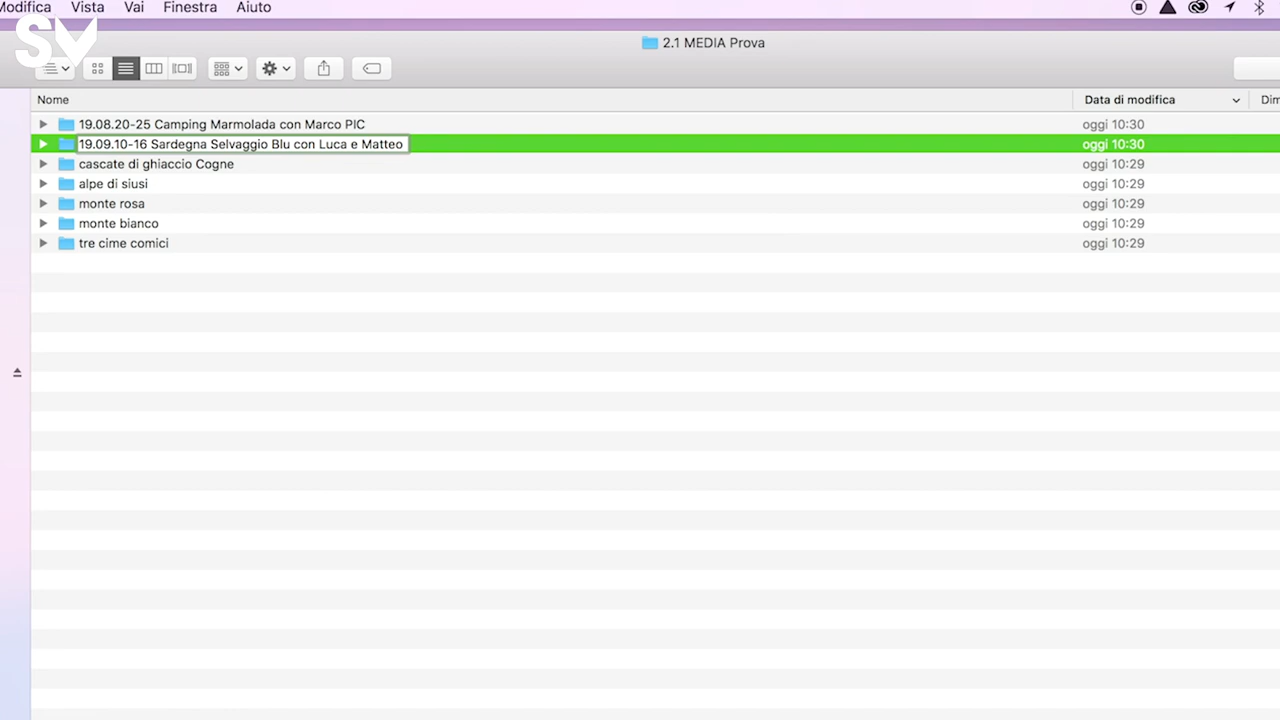 Modifica Vista Vai Finestra Aiuto
SV
2.1 MEDIA Prova
Nome Data di modifica Dim
19.08.20-25 Camping Marmolada con Marco PIC oggi 10:30
19.09.10-16 Sardegna Selvaggio Blu con Luca e Matteo oggi 10:30
cascate di ghiaccio Cogne oggi 10:29
alpe di siusi oggi 10:29
monte rosa oggi 10:29
monte bianco oggi 10:29
tre cime comici oggi 10:29